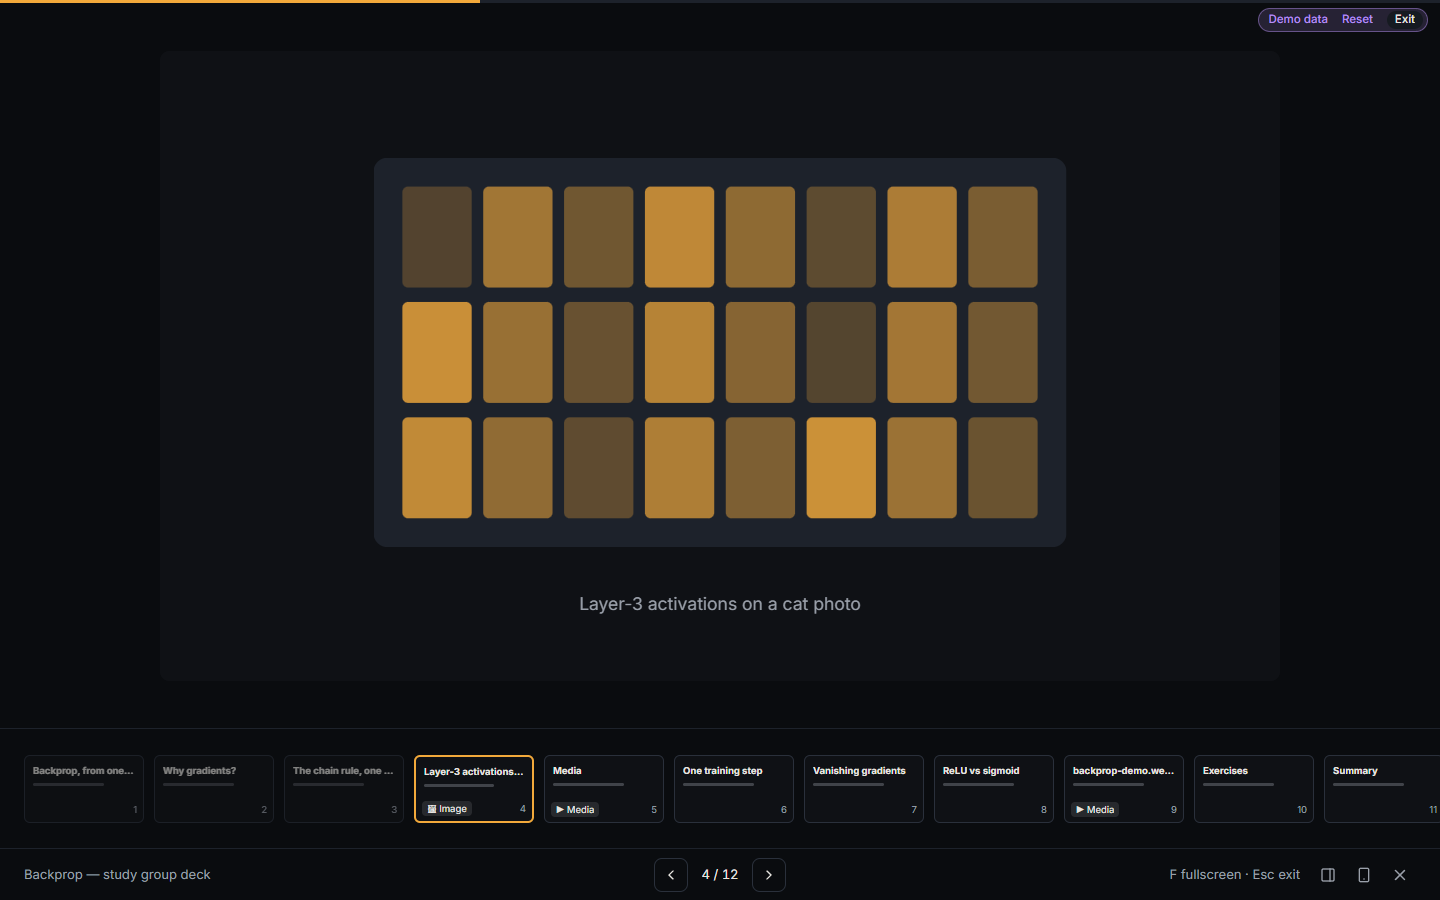 Demo data Reset Exit
Layer-3 activations on a cat photo
Backprop, from one...
1
Why gradients?
2
The chain rule, one ...
3
Layer-3 activations...
Image 4
Media
Media 5
One training step
6
Vanishing gradients
7
ReLU vs sigmoid
8
backprop-demo.we...
Media 9
Exercises
10
Summary
11
Backprop — study group deck
4 / 12
F fullscreen · Esc exit